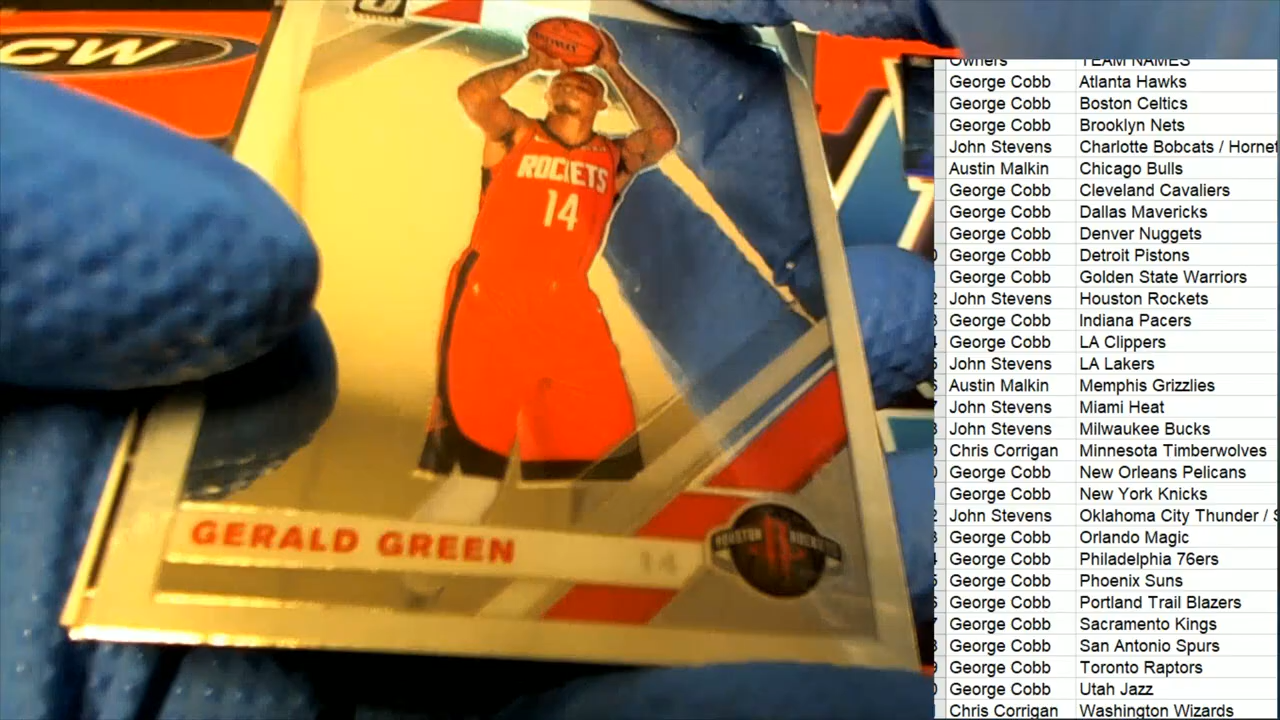 CW
ROCKETS
14
GERALD GREEN
14
HOUSTON ROCKETS
Owners TEAM NAMES
George Cobb Atlanta Hawks
George Cobb Boston Celtics
George Cobb Brooklyn Nets
John Stevens Charlotte Bobcats / Hornet
Austin Malkin Chicago Bulls
George Cobb Cleveland Cavaliers
George Cobb Dallas Mavericks
George Cobb Denver Nuggets
George Cobb Detroit Pistons
George Cobb Golden State Warriors
John Stevens Houston Rockets
George Cobb Indiana Pacers
George Cobb LA Clippers
John Stevens LA Lakers
Austin Malkin Memphis Grizzlies
John Stevens Miami Heat
John Stevens Milwaukee Bucks
Chris Corrigan Minnesota Timberwolves
George Cobb New Orleans Pelicans
George Cobb New York Knicks
John Stevens Oklahoma City Thunder / S
George Cobb Orlando Magic
George Cobb Philadelphia 76ers
George Cobb Phoenix Suns
George Cobb Portland Trail Blazers
George Cobb Sacramento Kings
George Cobb San Antonio Spurs
George Cobb Toronto Raptors
George Cobb Utah Jazz
Chris Corrigan Washington Wizards